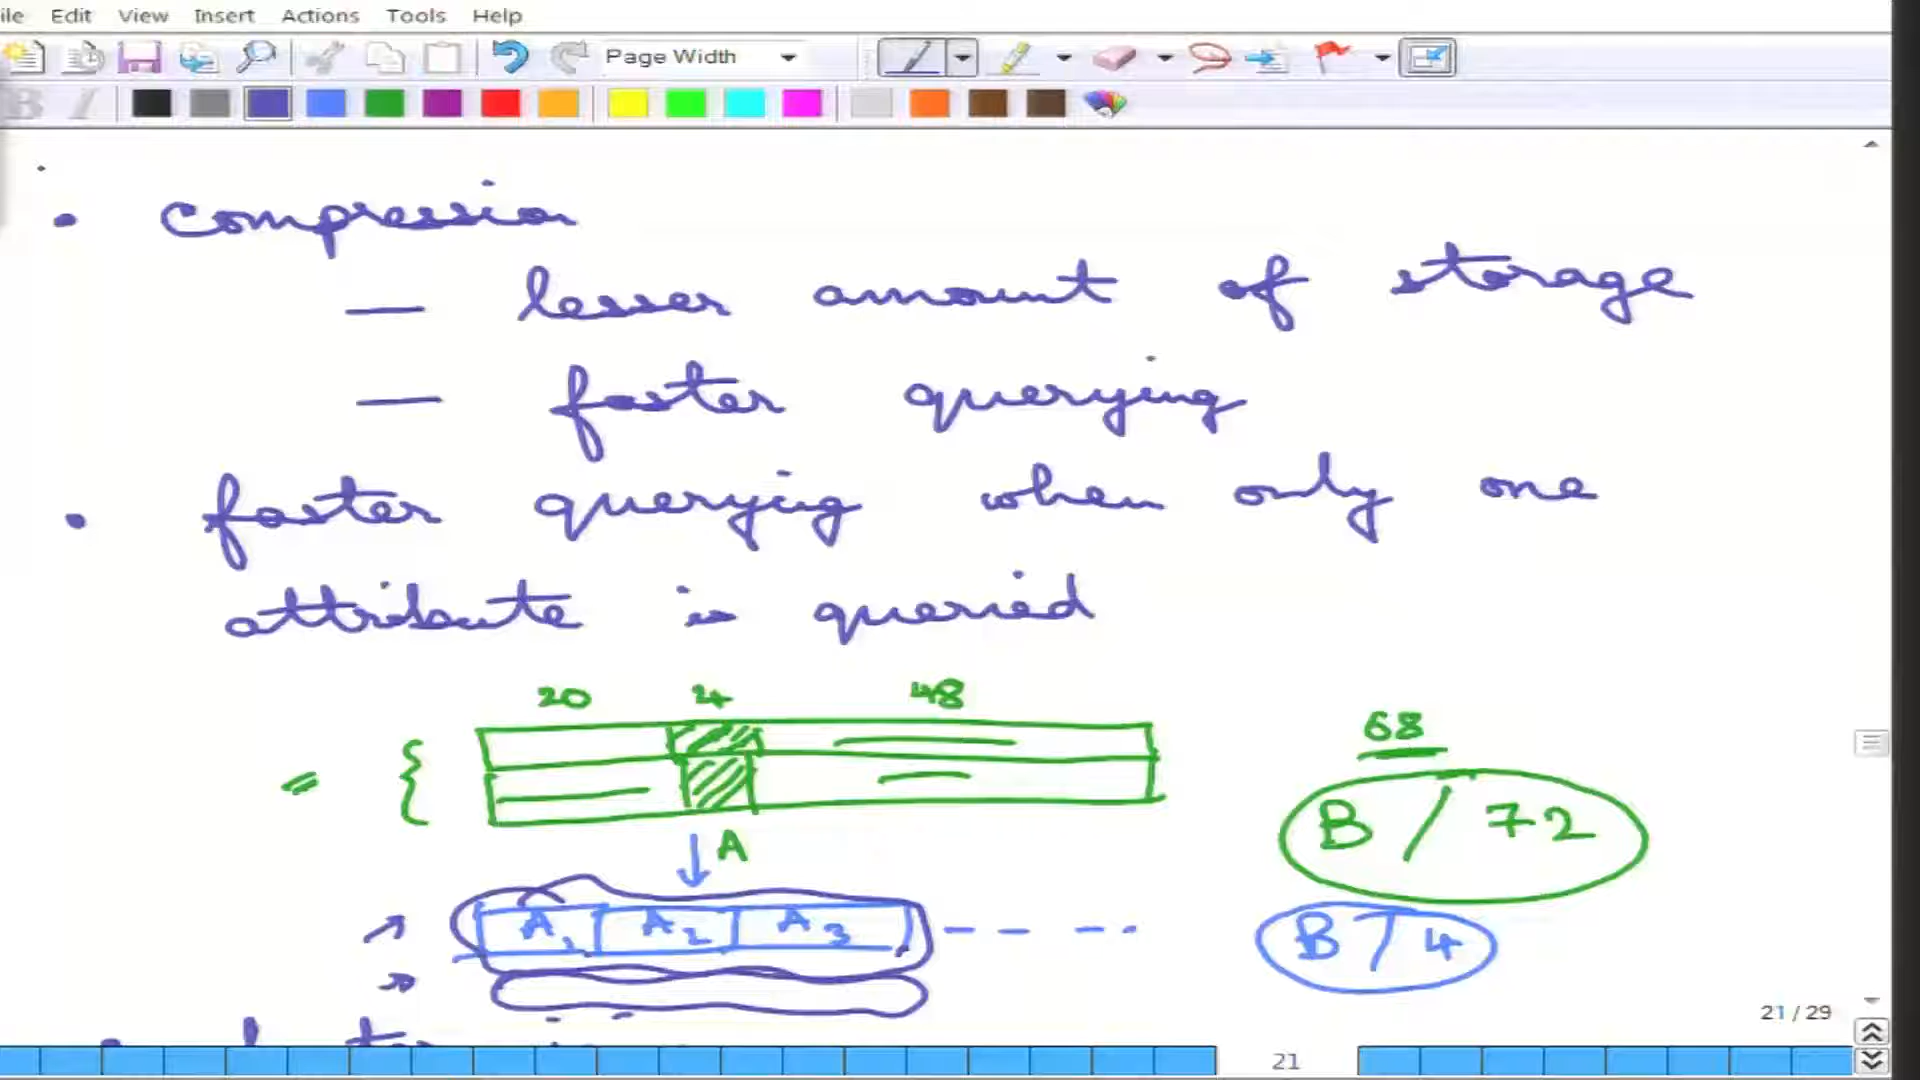 ile Edit View Insert Actions Tools Help
Page Width
B I
• compression
— lesser amount of storage
— faster querying
• faster querying when only one
attribute is queried
20 4 48
68
B / 72
A
A1 A2 A3
B / 4
21 / 29
21